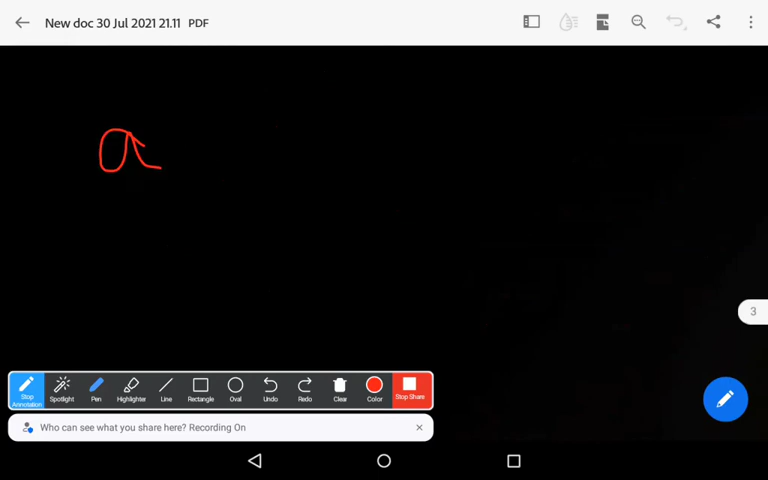 New doc 30 Jul 2021 21.11 PDF
a
3
Stop Annotation
Spotlight
Pen
Highlighter
Line
Rectangle
Oval
Undo
Redo
Clear
Color
Stop Share
Who can see what you share here? Recording On